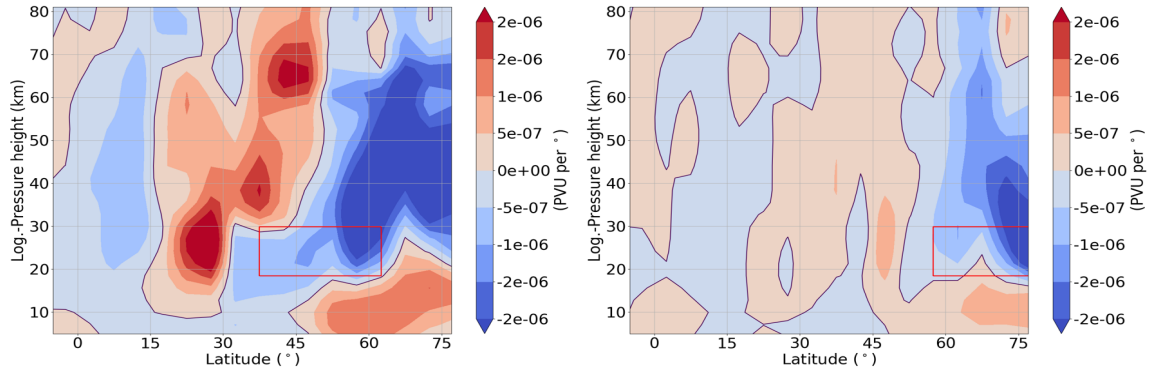 80
70
60
50
40
30
20
10
Log.-Pressure height (km)
0
15
30
45
60
75
Latitude (°)
2e-06
2e-06
1e-06
5e-07
0e+00
-5e-07
-1e-06
-2e-06
-2e-06
(PVU per °)
80
70
60
50
40
30
20
10
Log.-Pressure height (km)
0
15
30
45
60
75
Latitude (°)
2e-06
2e-06
1e-06
5e-07
0e+00
-5e-07
-1e-06
-2e-06
-2e-06
(PVU per °)